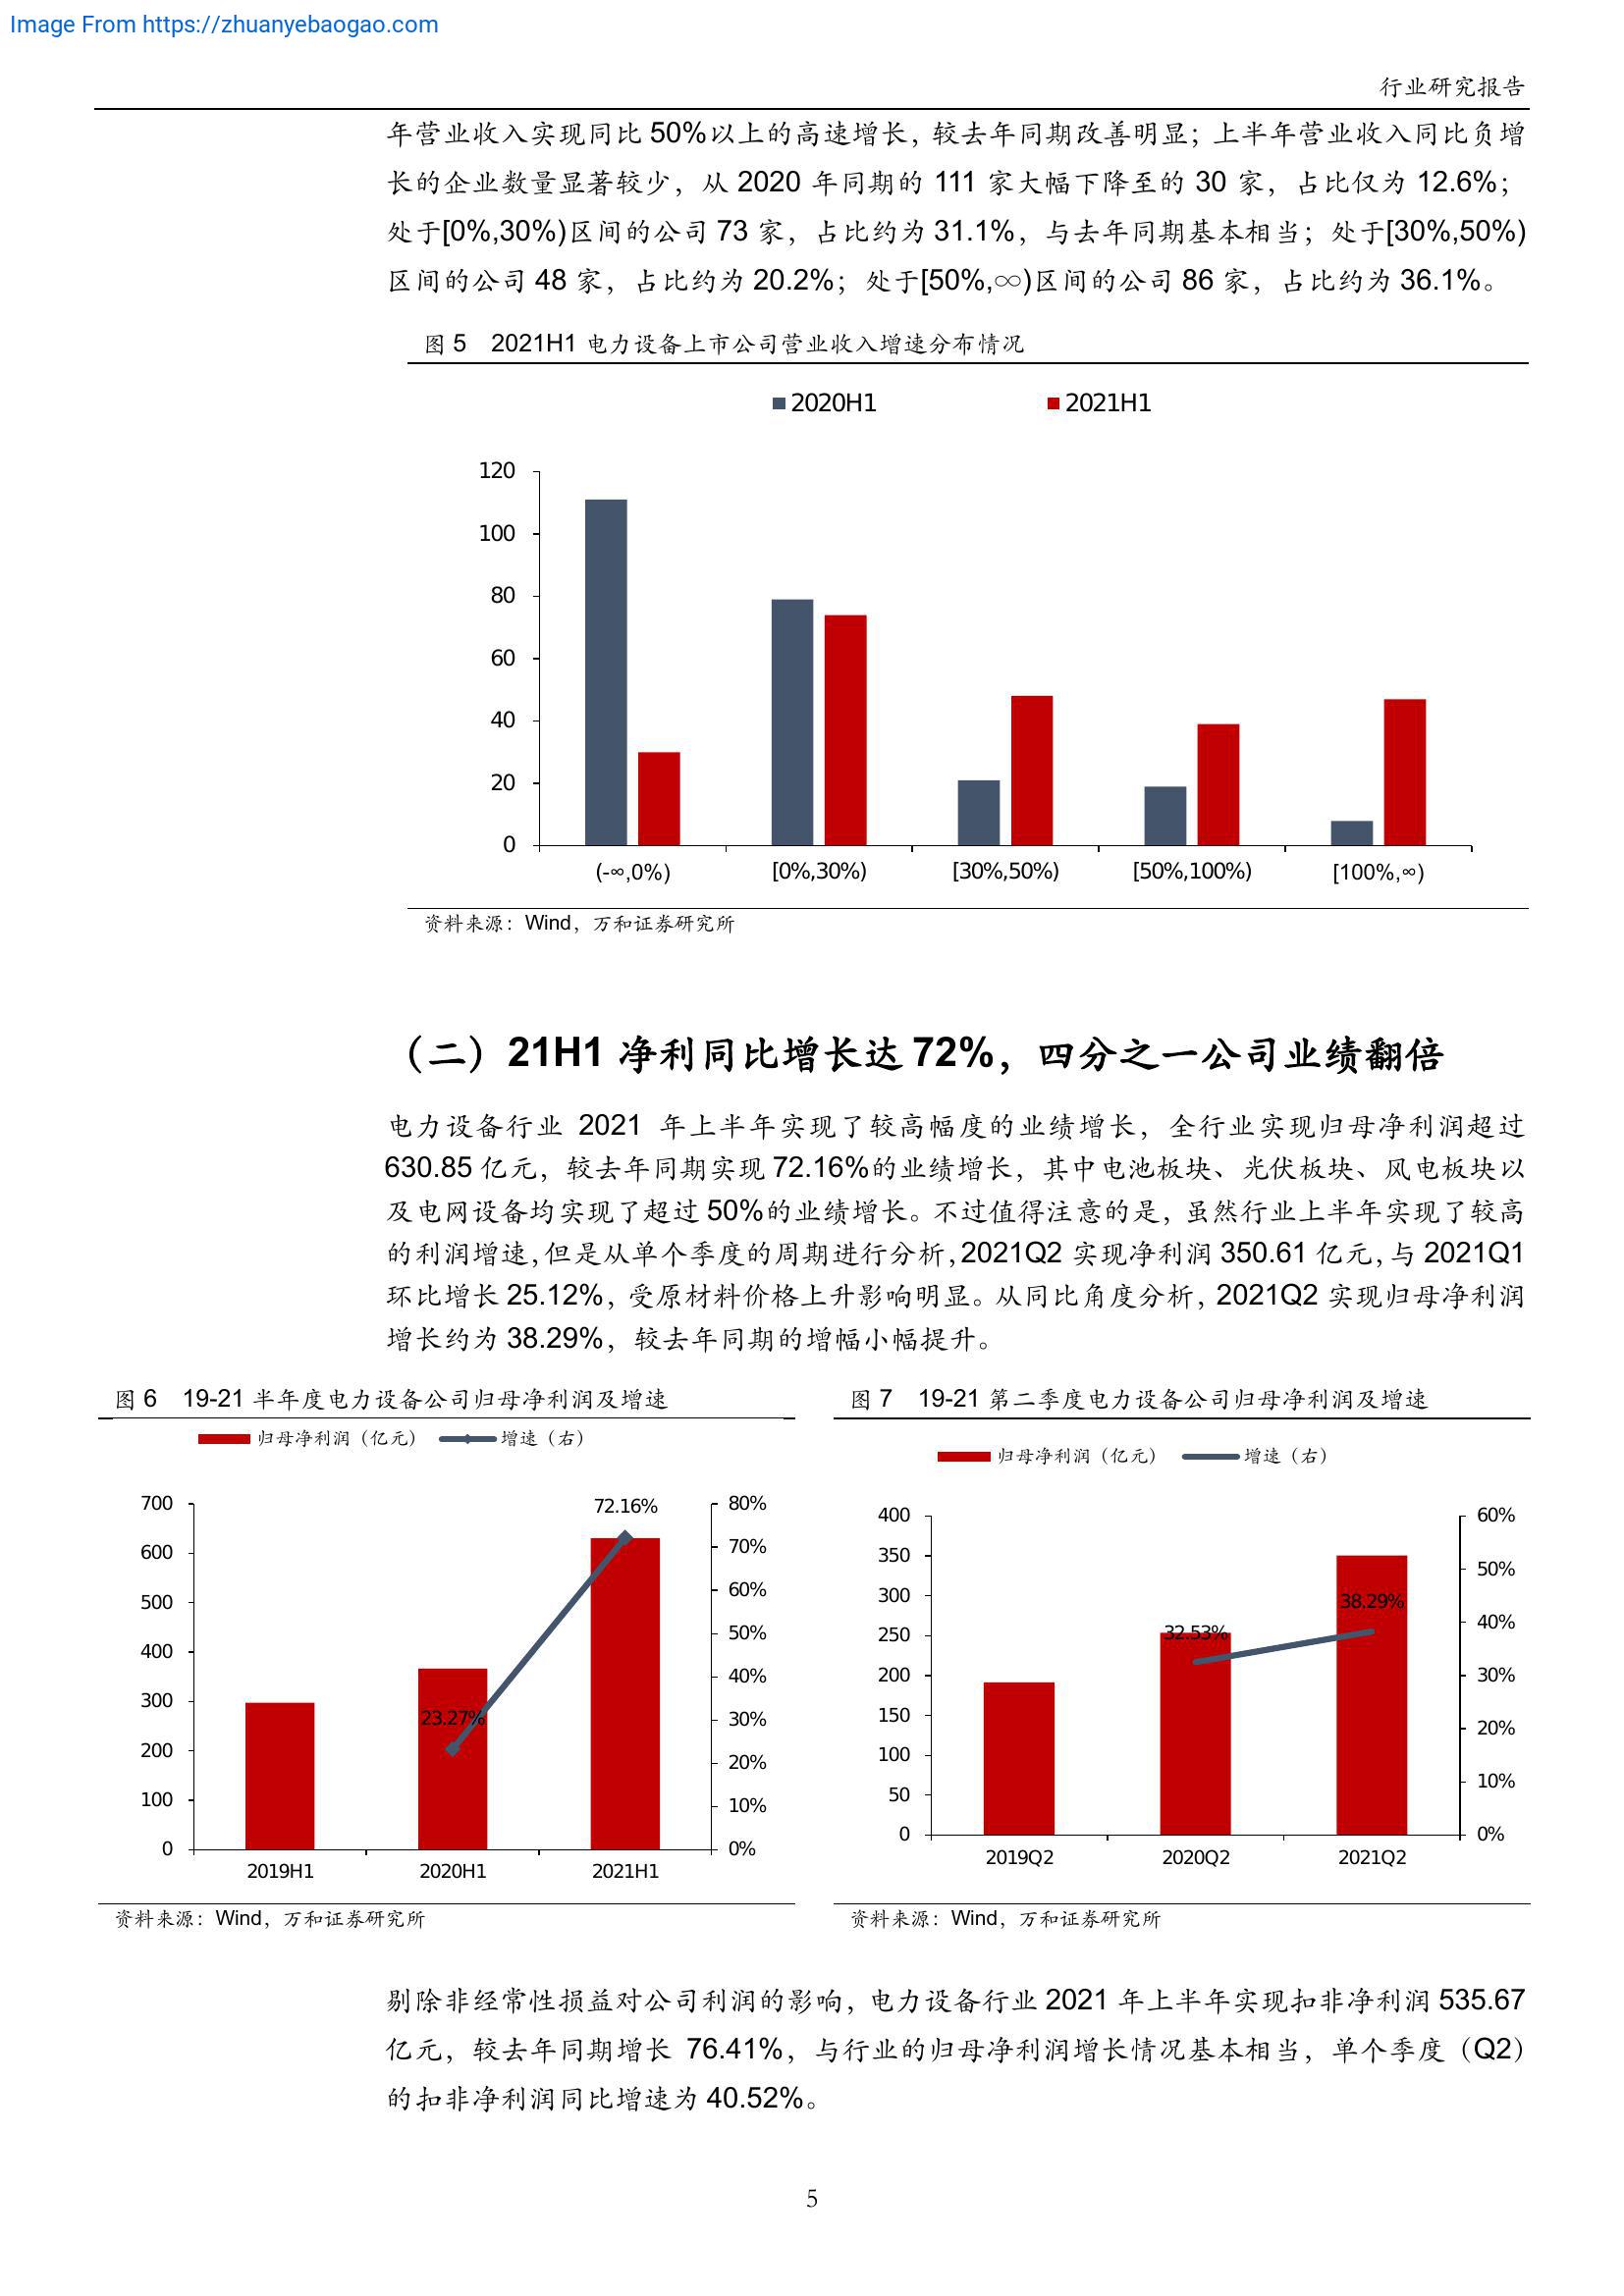 Image From https://zhuanyebaogao.com
行业研究报告
年营业收入实现同比 50%以上的高速增长，较去年同期改善明显；上半年营业收入同比负增
长的企业数量显著较少，从 2020 年同期的 111 家大幅下降至的 30 家，占比仅为 12.6%；
处于[0%,30%)区间的公司 73 家，占比约为 31.1%，与去年同期基本相当；处于[30%,50%)
区间的公司 48 家，占比约为 20.2%；处于[50%,∞)区间的公司 86 家，占比约为 36.1%。
图 5 2021H1 电力设备上市公司营业收入增速分布情况
2020H1 2021H1
120
100
80
60
40
20
0
(-∞,0%) [0%,30%) [30%,50%) [50%,100%) [100%,∞)
资料来源：Wind，万和证券研究所
（二）21H1 净利同比增长达 72%，四分之一公司业绩翻倍
电力设备行业 2021 年上半年实现了较高幅度的业绩增长，全行业实现归母净利润超过
630.85 亿元，较去年同期实现 72.16%的业绩增长，其中电池板块、光伏板块、风电板块以
及电网设备均实现了超过 50%的业绩增长。不过值得注意的是，虽然行业上半年实现了较高
的利润增速，但是从单个季度的周期进行分析，2021Q2 实现净利润 350.61 亿元，与 2021Q1
环比增长 25.12%，受原材料价格上升影响明显。从同比角度分析，2021Q2 实现归母净利润
增长约为 38.29%，较去年同期的增幅小幅提升。
图 6 19-21 半年度电力设备公司归母净利润及增速
归母净利润（亿元） 增速（右）
700
600
500
400
300
200
100
0
80%
70%
60%
50%
40%
30%
20%
10%
0%
72.16%
23.27%
2019H1 2020H1 2021H1
资料来源：Wind，万和证券研究所
图 7 19-21 第二季度电力设备公司归母净利润及增速
归母净利润（亿元） 增速（右）
400
350
300
250
200
150
100
50
0
60%
50%
40%
30%
20%
10%
0%
38.29%
32.53%
2019Q2 2020Q2 2021Q2
资料来源：Wind，万和证券研究所
剔除非经常性损益对公司利润的影响，电力设备行业 2021 年上半年实现扣非净利润 535.67
亿元，较去年同期增长 76.41%，与行业的归母净利润增长情况基本相当，单个季度（Q2）
的扣非净利润同比增速为 40.52%。
5